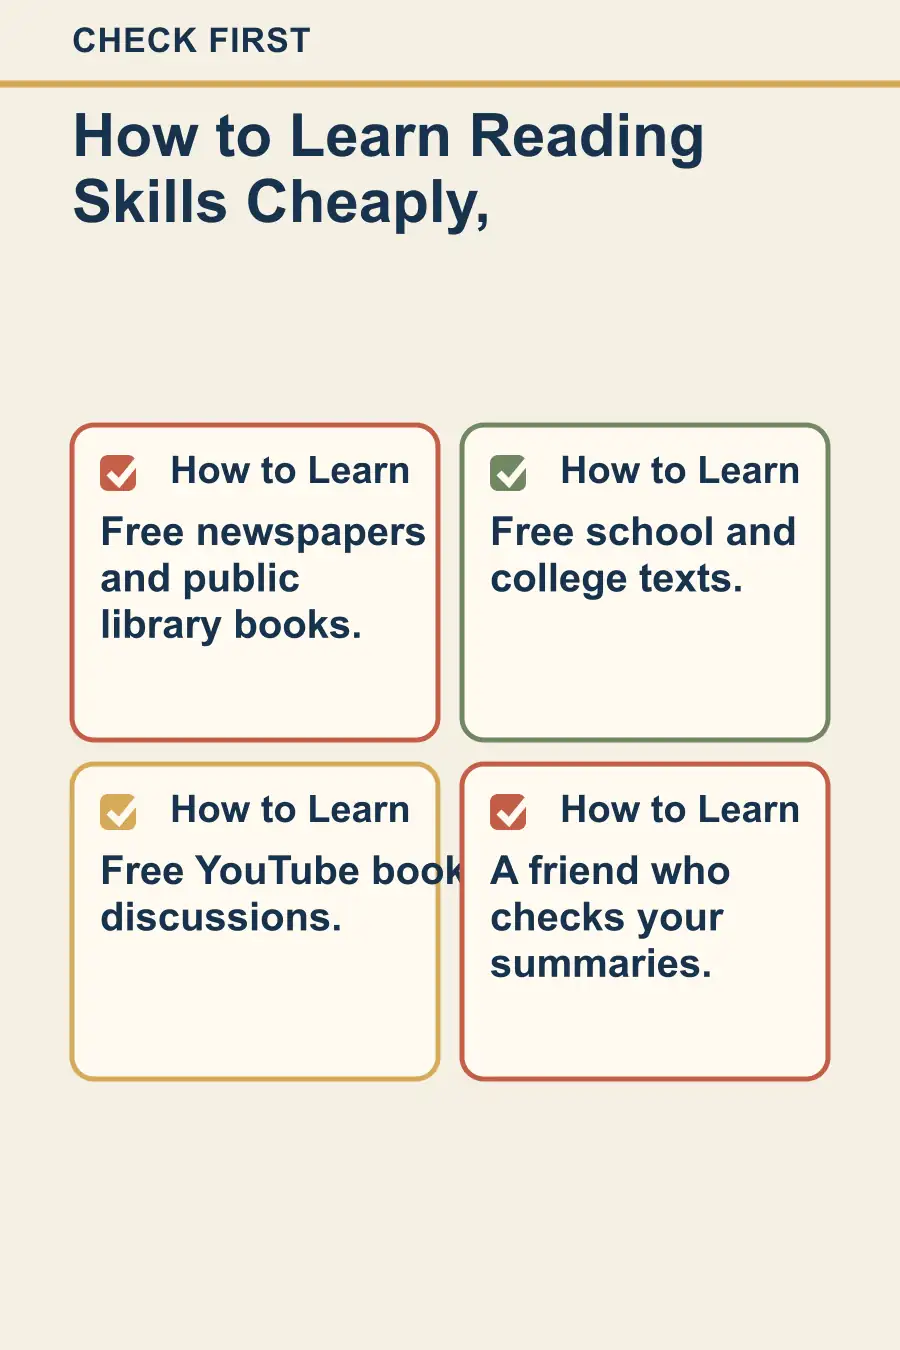 CHECK FIRST
How to Learn Reading
Skills Cheaply,
How to Learn
Free newspapers
and public
library books.
How to Learn
Free school and
college texts.
How to Learn
Free YouTube book
discussions.
How to Learn
A friend who
checks your
summaries.